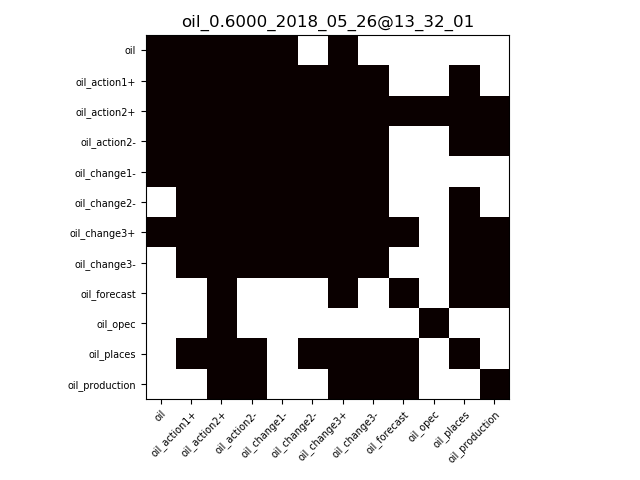 oil_0.6000_2018_05_26@13_32_01
oil
oil_action1+
oil_action2+
oil_action2-
oil_change1-
oil_change2-
oil_change3+
oil_change3-
oil_forecast
oil_opec
oil_places
oil_production
oil
oil_action1+
oil_action2+
oil_action2-
oil_change1-
oil_change2-
oil_change3+
oil_change3-
oil_forecast
oil_opec
oil_places
oil_production